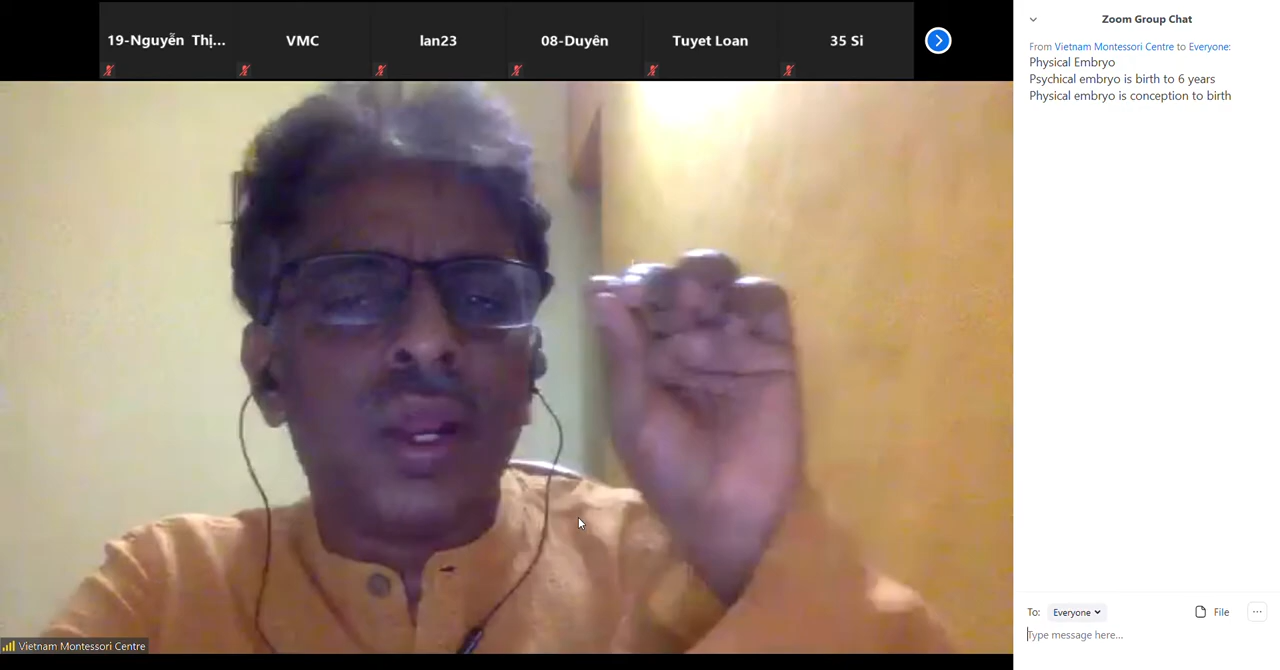 19-Nguyễn Thị...
VMC
lan23
08-Duyên
Tuyet Loan
35 Si
Zoom Group Chat
From Vietnam Montessori Centre to Everyone:
Physical Embryo
Psychical embryo is birth to 6 years
Physical embryo is conception to birth
Vietnam Montessori Centre
To: Everyone
File
Type message here...